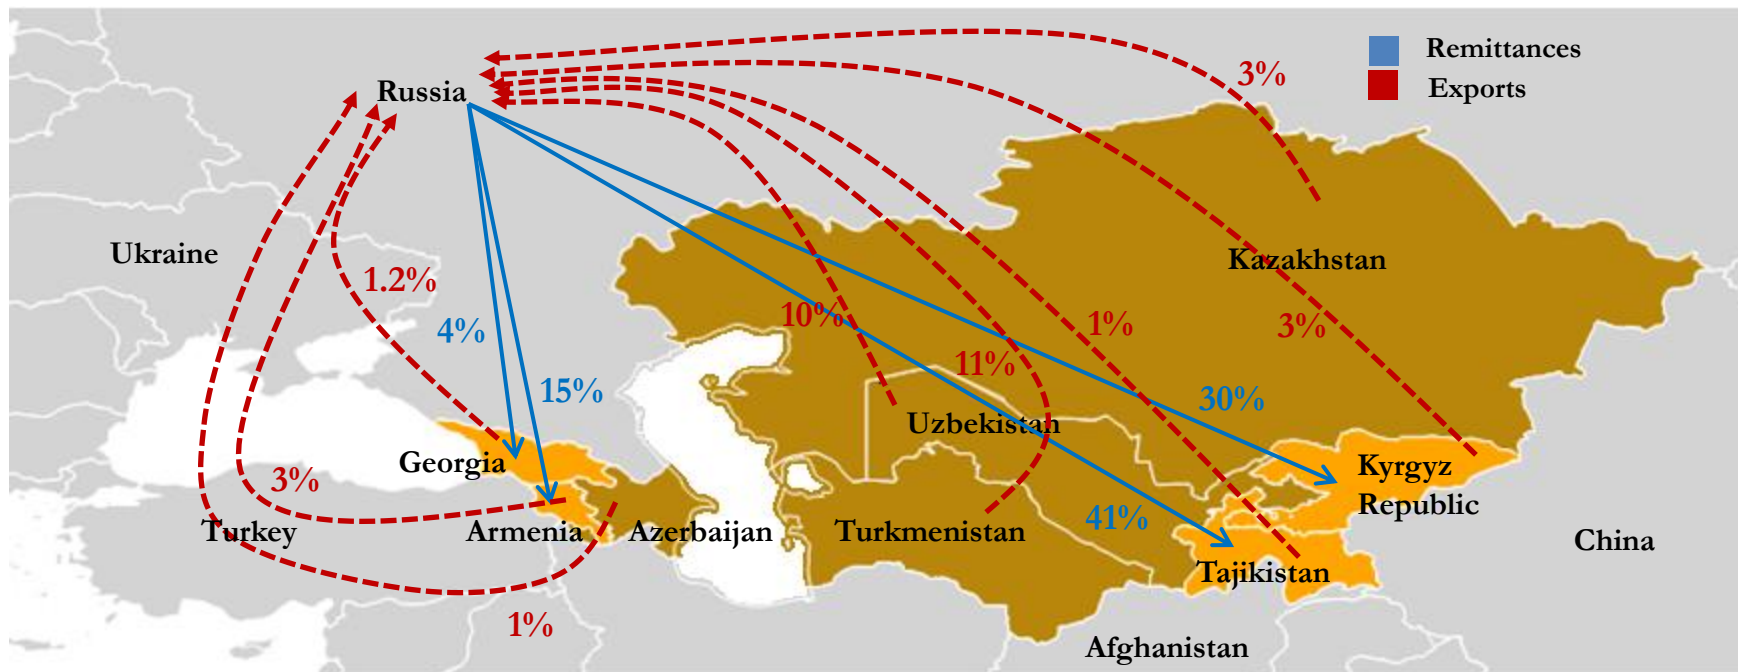 Remittances
Exports
3%
Russia
Ukraine
Kazakhstan
1.2%
4%
10%
1%
3%
11%
15%
30%
Uzbekistan
Georgia
Kyrgyz
Republic
3%
41%
Turkey
Armenia
Azerbaijan
Turkmenistan
China
Tajikistan
1%
Afghanistan